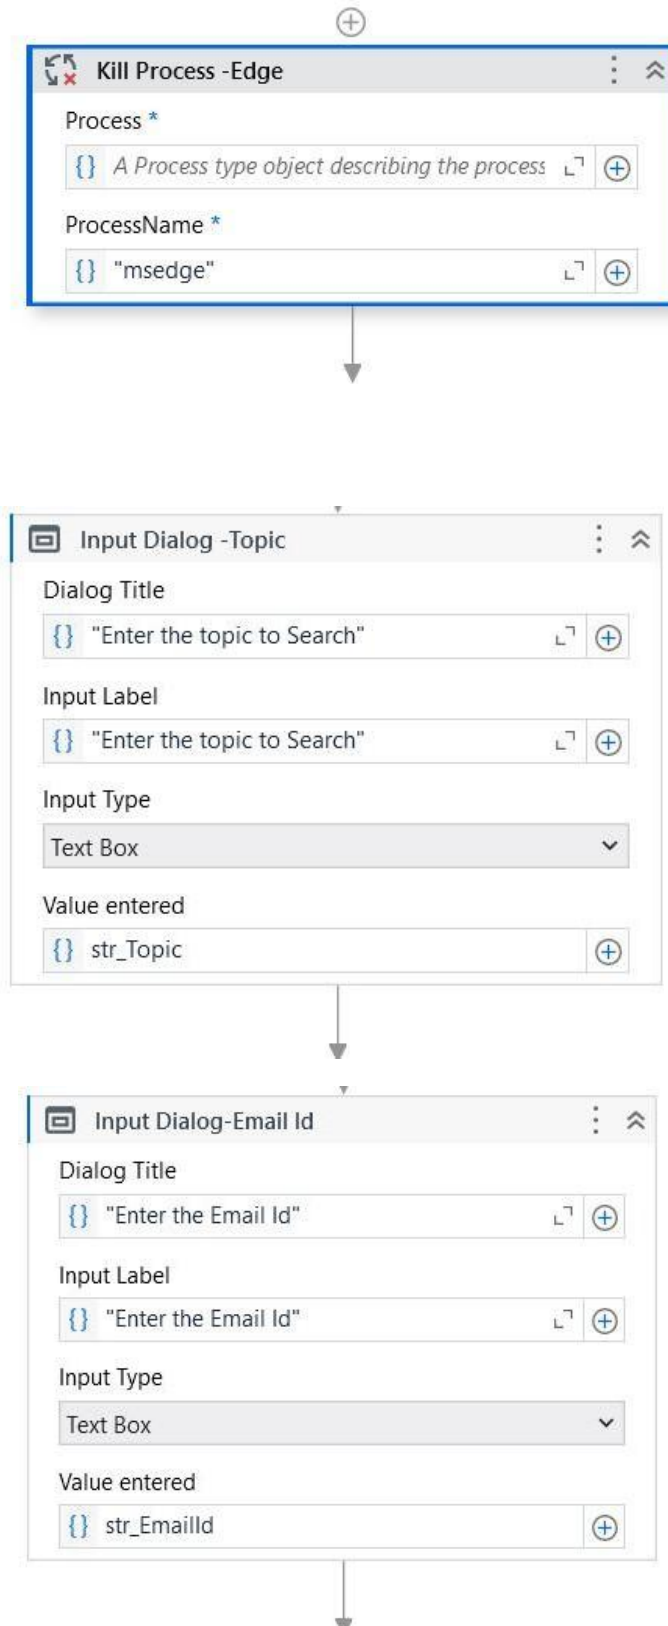 Kill Process -Edge
Process *
{} A Process type object describing the process
ProcessName *
{} "msedge"
Input Dialog -Topic
Dialog Title
{} "Enter the topic to Search"
Input Label
{} "Enter the topic to Search"
Input Type
Text Box
Value entered
{} str_Topic
Input Dialog-Email Id
Dialog Title
{} "Enter the Email Id"
Input Label
{} "Enter the Email Id"
Input Type
Text Box
Value entered
{} str_EmailId